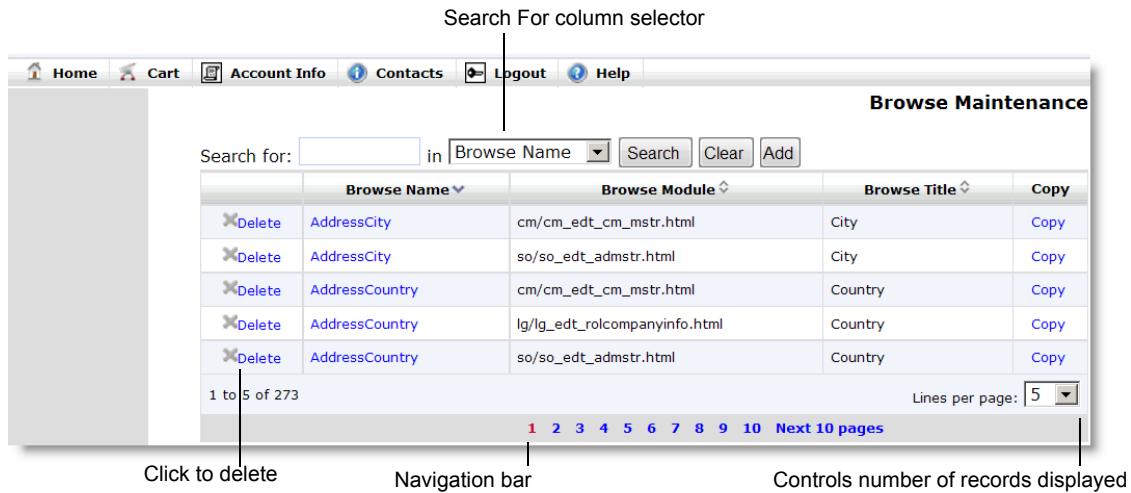 Search For column selector
Home Cart Account Info Contacts Logout Help
Browse Maintenance
Search for: in Browse Name Search Clear Add
Browse Name Browse Module Browse Title Copy
Delete AddressCity cm/cm_edt_cm_mstr.html City Copy
Delete AddressCity so/so_edt_admstr.html City Copy
Delete AddressCountry cm/cm_edt_cm_mstr.html Country Copy
Delete AddressCountry lg/lg_edt_rolcompanyinfo.html Country Copy
Delete AddressCountry so/so_edt_admstr.html Country Copy
1 to 5 of 273 Lines per page: 5
1 2 3 4 5 6 7 8 9 10 Next 10 pages
Click to delete Navigation bar Controls number of records displayed